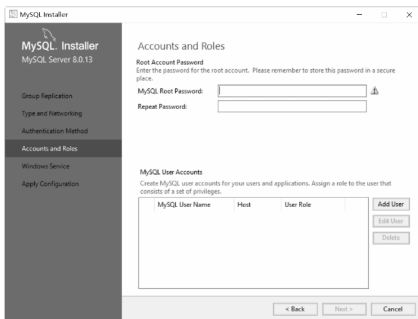 MySQL Installer
MySQL. Installer
MySQL Server 8.0.13
Group Replication
Type and Networking
Authentication Method
Accounts and Roles
Windows Service
Apply Configuration
Accounts and Roles
Root Account Password
Enter the password for the root account. Please remember to store this password in a secure
place.
MySQL Root Password:
Repeat Password:
MySQL User Accounts
Create MySQL user accounts for your users and applications. Assign a role to the user that
consists of a set of privileges.
MySQL User Name Host User Role
Add User
Edit User
Delete
< Back Next > Cancel